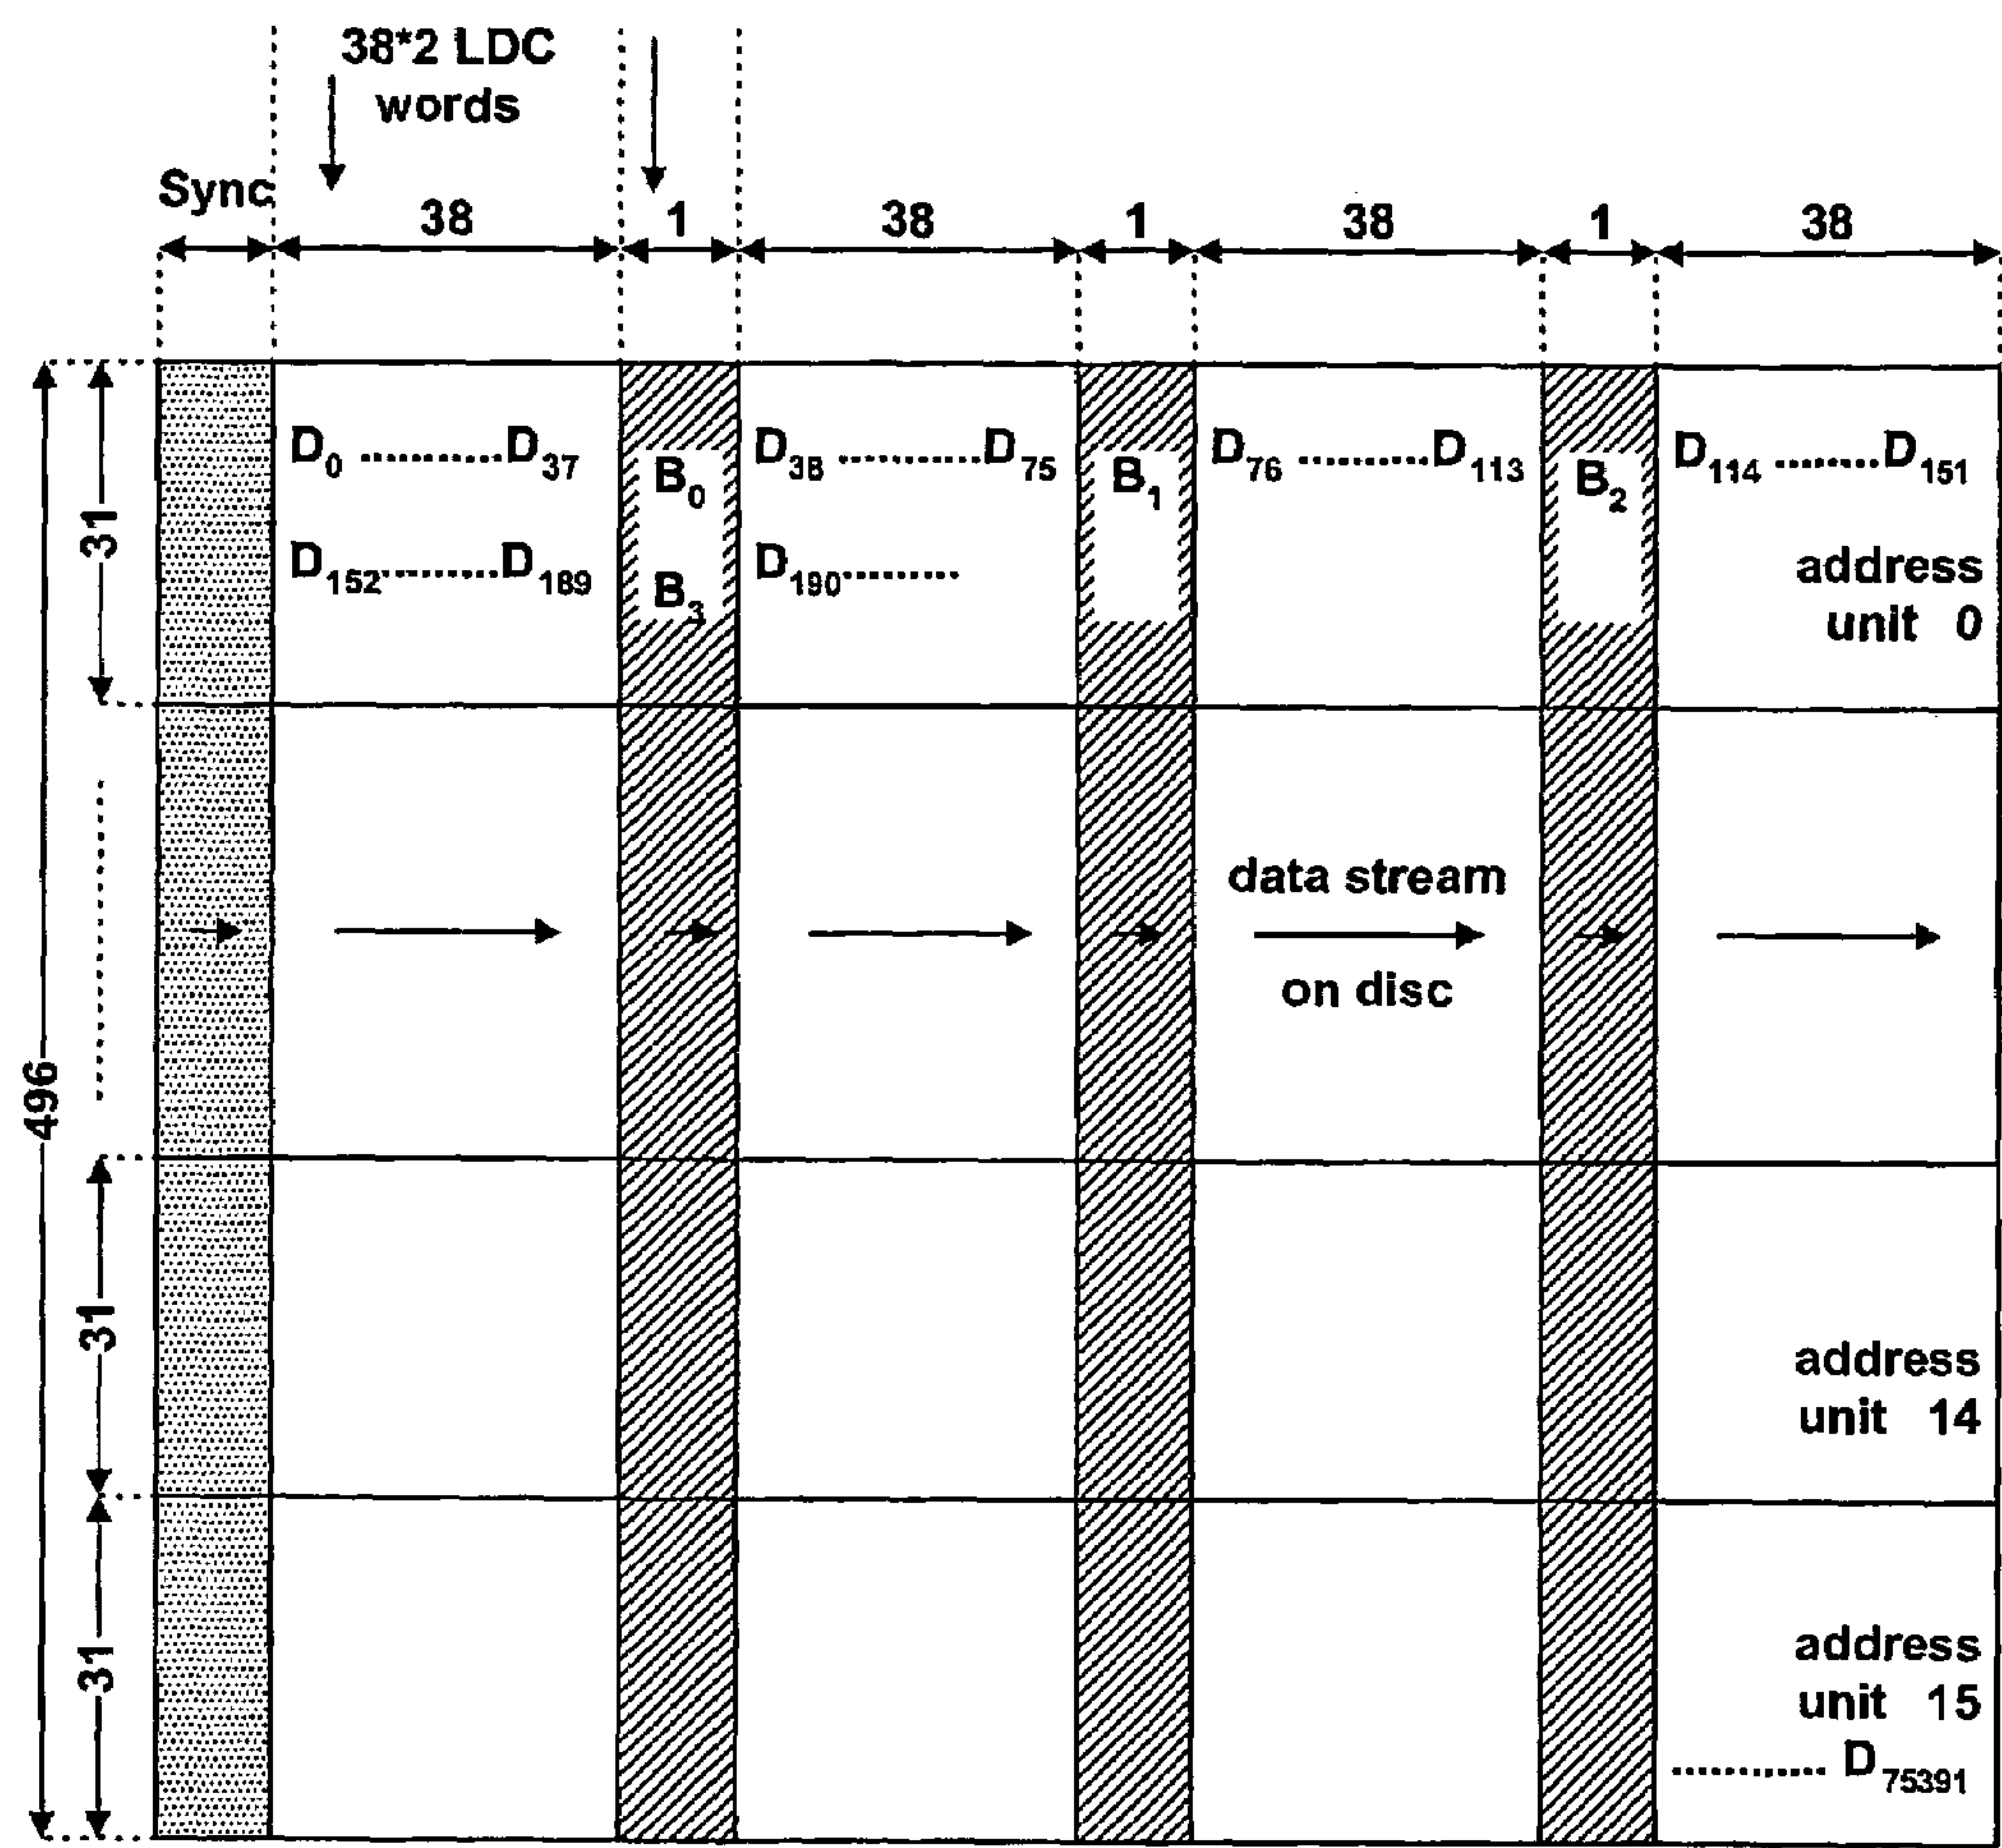 38*2 LDC
words
Sync
38 1 38 1 38 1 38
31
D0 ............D37 B0 D38 ............D75 B1 D76 ...........D113 B2 D114 .........D151
D152...........D189 B3 D190...........
address
unit 0
496
data stream
on disc
31
address
unit 14
31
address
unit 15
.............. D75391